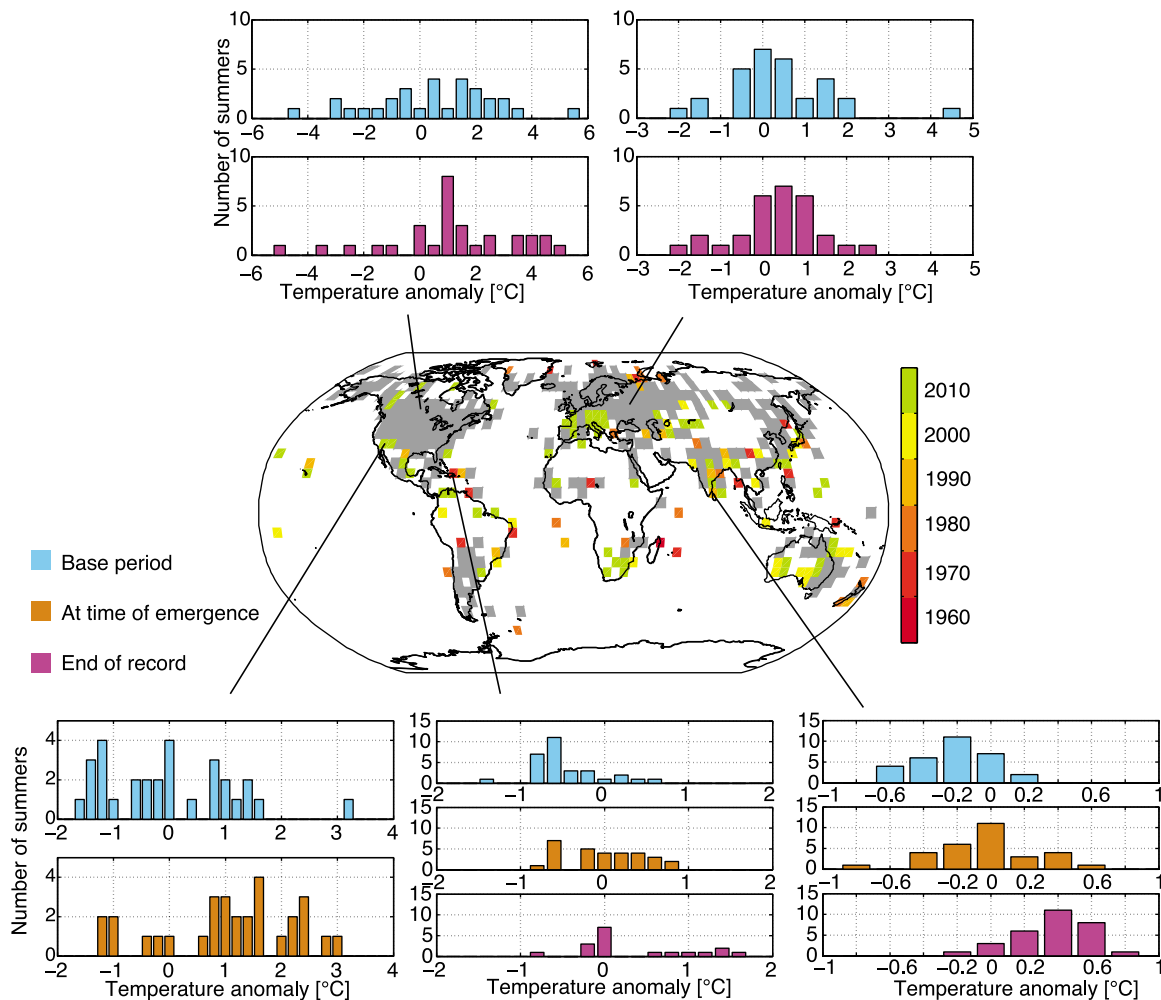 Number of summers
10
5
0
−6 −4 −2 0 2 4 6
10
5
0
−3 −2 −1 0 1 2 3 4 5
10
5
0
−6 −4 −2 0 2 4 6
Temperature anomaly [°C]
10
5
0
−3 −2 −1 0 1 2 3 4 5
Temperature anomaly [°C]
2010
2000
1990
1980
1970
1960
Base period
At time of emergence
End of record
Number of summers
4
2
0
−2 −1 0 1 2 3 4
4
2
0
−2 −1 0 1 2 3 4
Temperature anomaly [°C]
15
10
5
0
−2 −1 0 1 2
15
10
5
0
−2 −1 0 1 2
15
10
5
0
−2 −1 0 1 2
Temperature anomaly [°C]
15
10
5
0
−1 −0.6 −0.2 0 0.2 0.6 1
15
10
5
0
−1 −0.6 −0.2 0 0.2 0.6 1
15
10
5
0
−1 −0.6 −0.2 0 0.2 0.6 1
Temperature anomaly [°C]